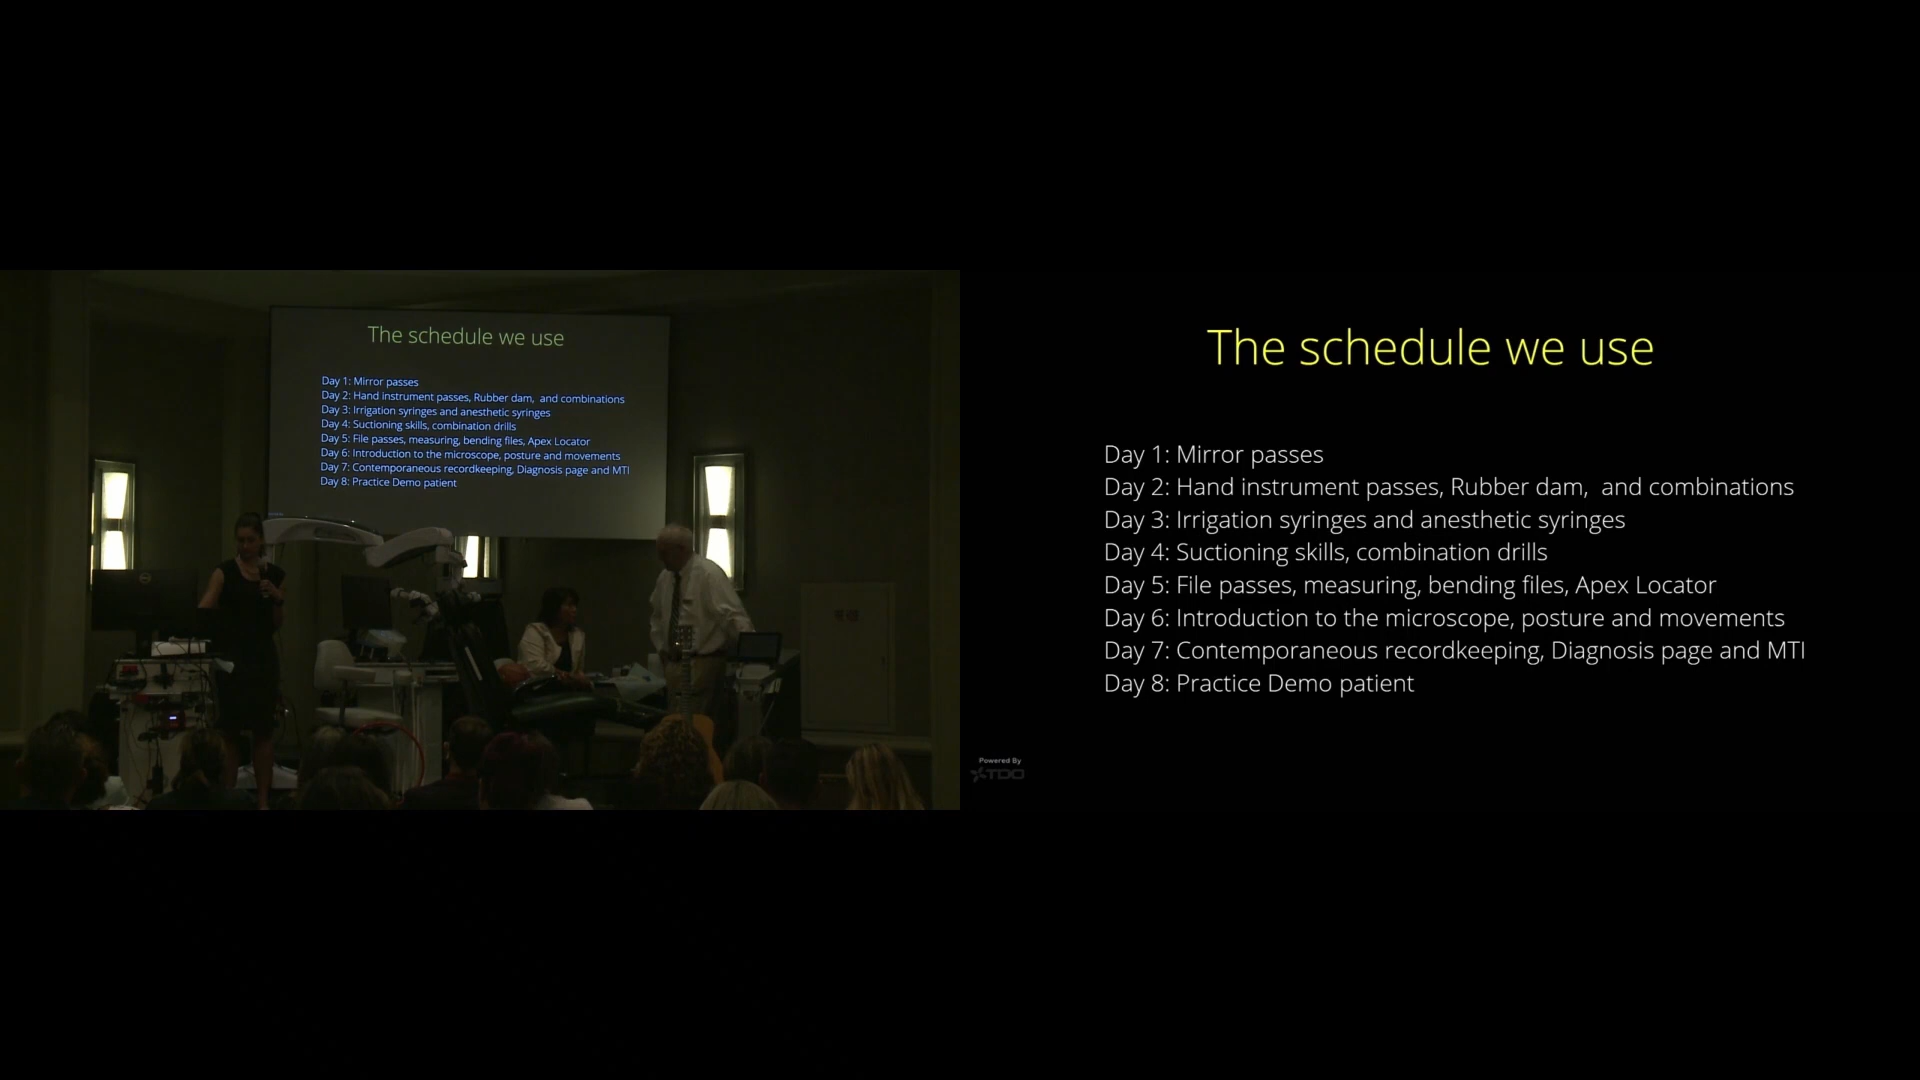 The schedule we use
Day 1: Mirror passes
Day 2: Hand instrument passes, Rubber dam,  and combinations
Day 3: Irrigation syringes and anesthetic syringes
Day 4: Suctioning skills, combination drills
Day 5: File passes, measuring, bending files, Apex Locator
Day 6: Introduction to the microscope, posture and movements
Day 7: Contemporaneous recordkeeping, Diagnosis page and MTI
Day 8: Practice Demo patient
The schedule we use
Day 1: Mirror passes
Day 2: Hand instrument passes, Rubber dam,  and combinations
Day 3: Irrigation syringes and anesthetic syringes
Day 4: Suctioning skills, combination drills
Day 5: File passes, measuring, bending files, Apex Locator
Day 6: Introduction to the microscope, posture and movements
Day 7: Contemporaneous recordkeeping, Diagnosis page and MTI
Day 8: Practice Demo patient
Powered By
TDO